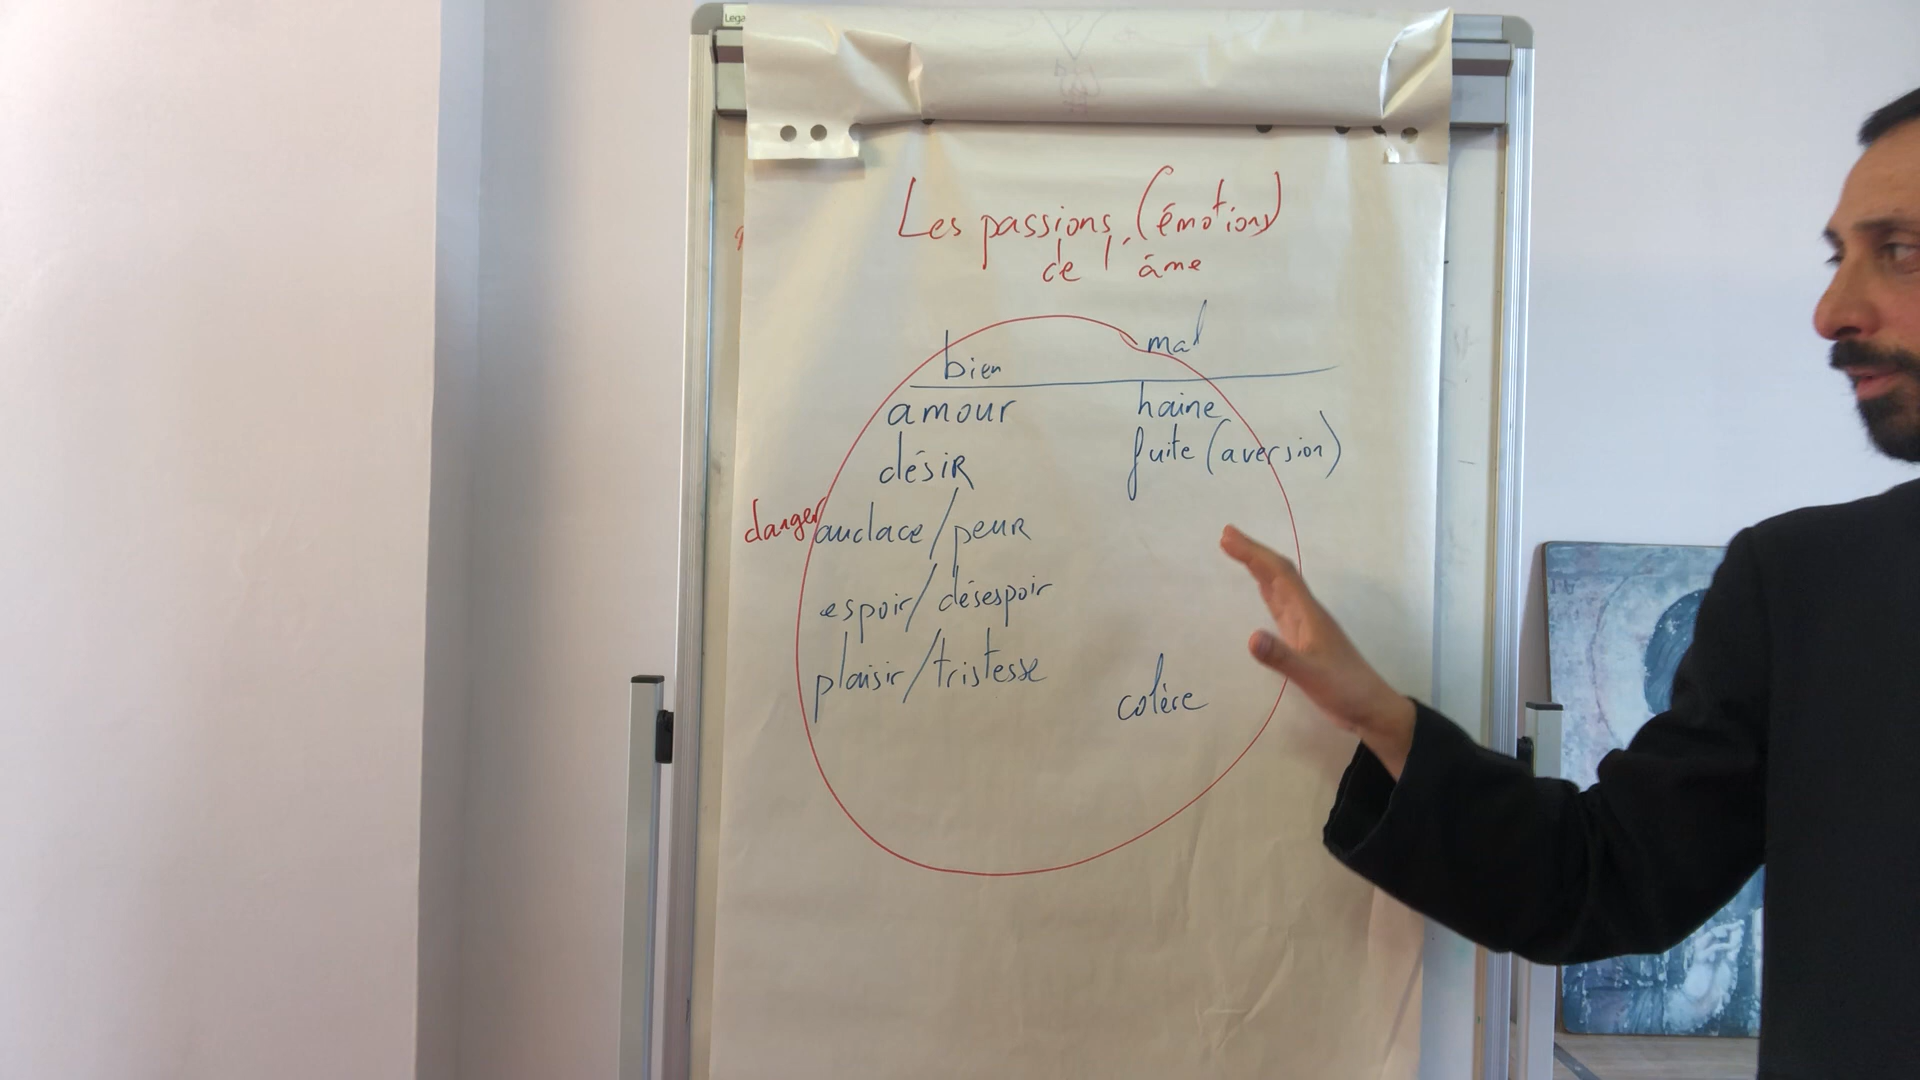 Lega
Les passions (émotions)
de l'âme
bien mal
amour haine
désir fuite (aversion)
danger audace / peur
espoir / désespoir
plaisir / tristesse
colère